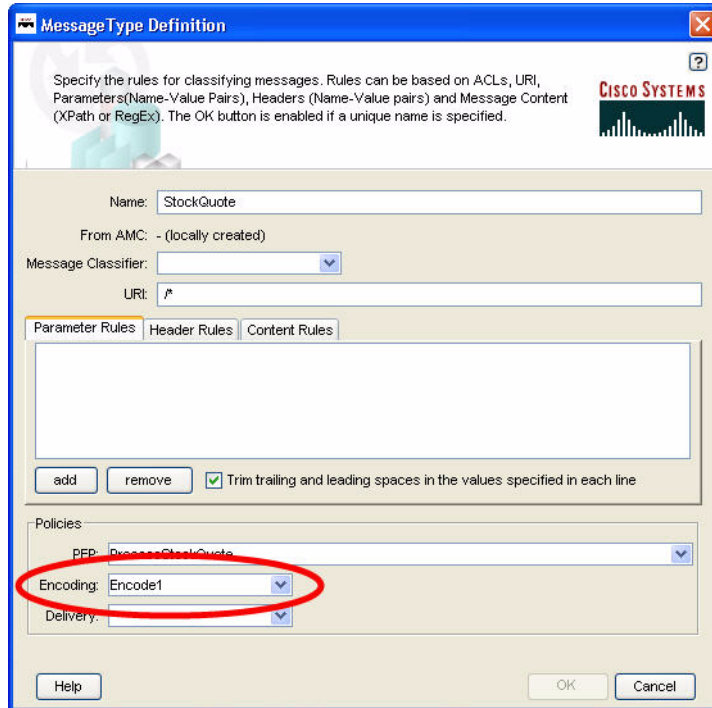 MessageType Definition
?
Specify the rules for classifying messages. Rules can be based on ACLs, URI,
Parameters(Name-Value Pairs), Headers (Name-Value pairs) and Message Content
(XPath or RegEx). The OK button is enabled if a unique name is specified.
CISCO SYSTEMS
Name: StockQuote
From AMC: - (locally created)
Message Classifier:
URI: /*
Parameter Rules Header Rules Content Rules
add remove Trim trailing and leading spaces in the values specified in each line
Policies
PEP: ProcessStockQuote
Encoding: Encode1
Delivery:
Help OK Cancel